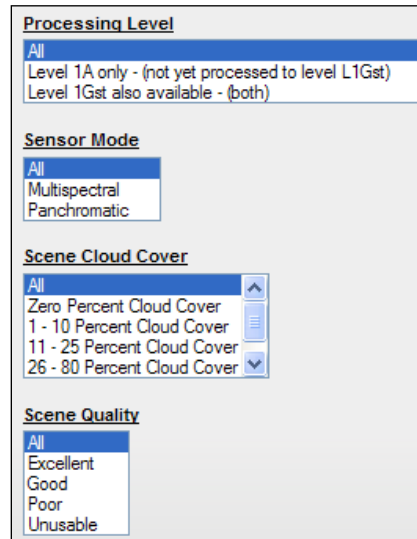 Processing Level
All
Level 1A only - (not yet processed to level L1Gst)
Level 1Gst also available - (both)
Sensor Mode
All
Multispectral
Panchromatic
Scene Cloud Cover
All
Zero Percent Cloud Cover
1 - 10 Percent Cloud Cover
11 - 25 Percent Cloud Cover
26 - 80 Percent Cloud Cover
Scene Quality
All
Excellent
Good
Poor
Unusable